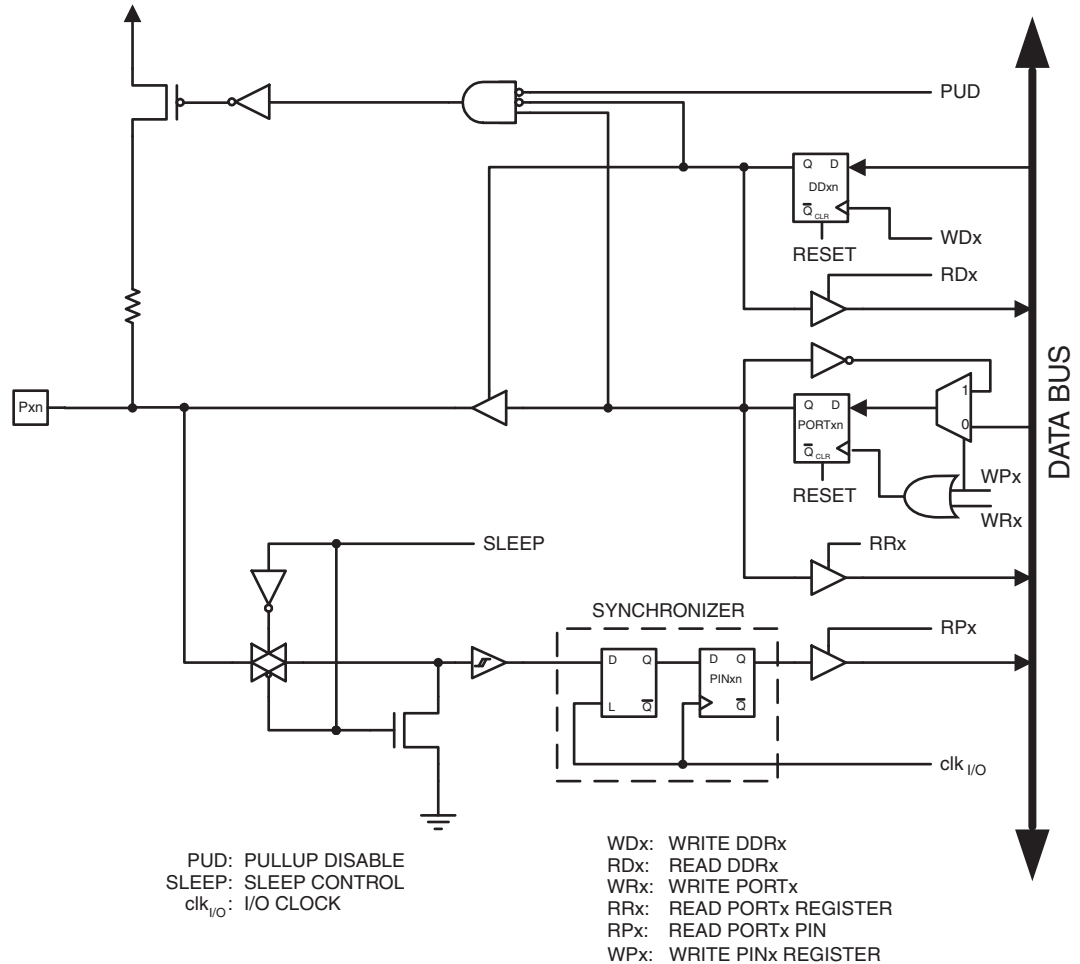 PUD
Q D
DDxn
Q CLR
WDx
RESET
RDx
Pxn
1
Q D
PORTxn
0
Q CLR
WPx
RESET
WRx
RRx
SLEEP
SYNCHRONIZER
RPx
D Q
D Q
PINxn
L Q
Q
clk I/O
DATA BUS
PUD: PULLUP DISABLE
SLEEP: SLEEP CONTROL
clk I/O: I/O CLOCK
WDx: WRITE DDRx
RDx: READ DDRx
WRx: WRITE PORTx
RRx: READ PORTx REGISTER
RPx: READ PORTx PIN
WPx: WRITE PINx REGISTER